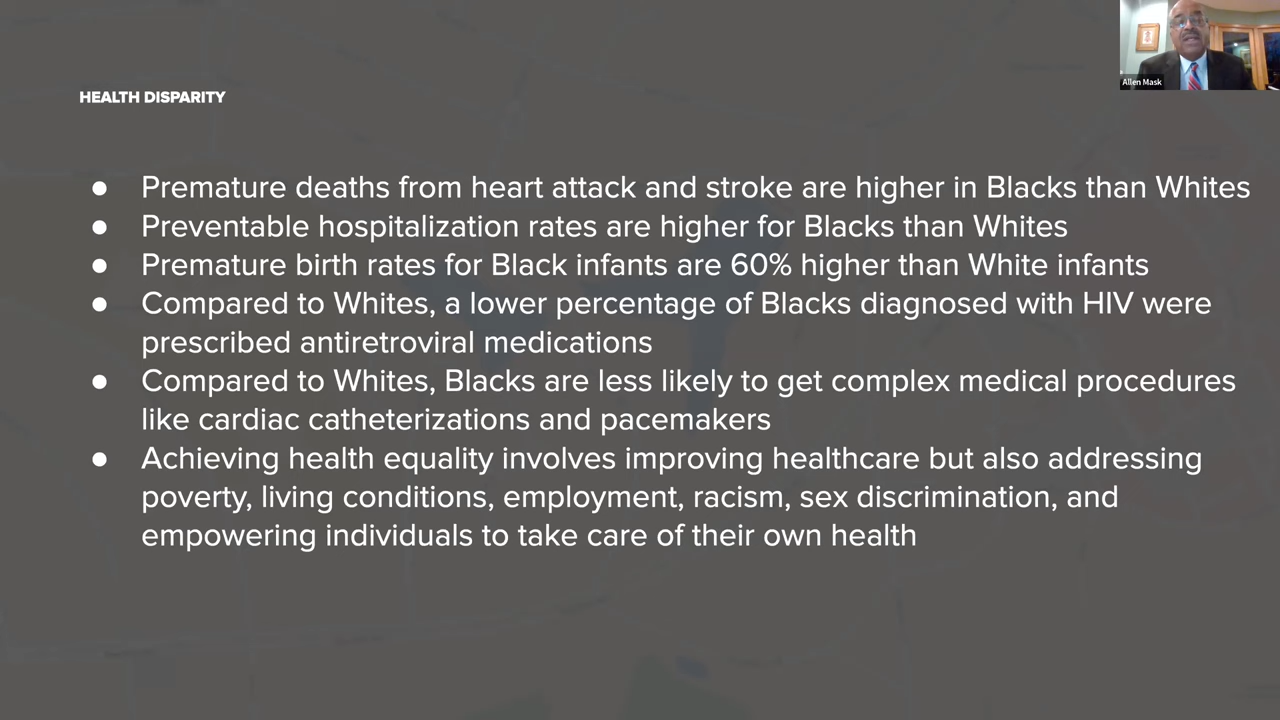 Allen Mask
HEALTH DISPARITY
● Premature deaths from heart attack and stroke are higher in Blacks than Whites
● Preventable hospitalization rates are higher for Blacks than Whites
● Premature birth rates for Black infants are 60% higher than White infants
● Compared to Whites, a lower percentage of Blacks diagnosed with HIV were
prescribed antiretroviral medications
● Compared to Whites, Blacks are less likely to get complex medical procedures
like cardiac catheterizations and pacemakers
● Achieving health equality involves improving healthcare but also addressing
poverty, living conditions, employment, racism, sex discrimination, and
empowering individuals to take care of their own health